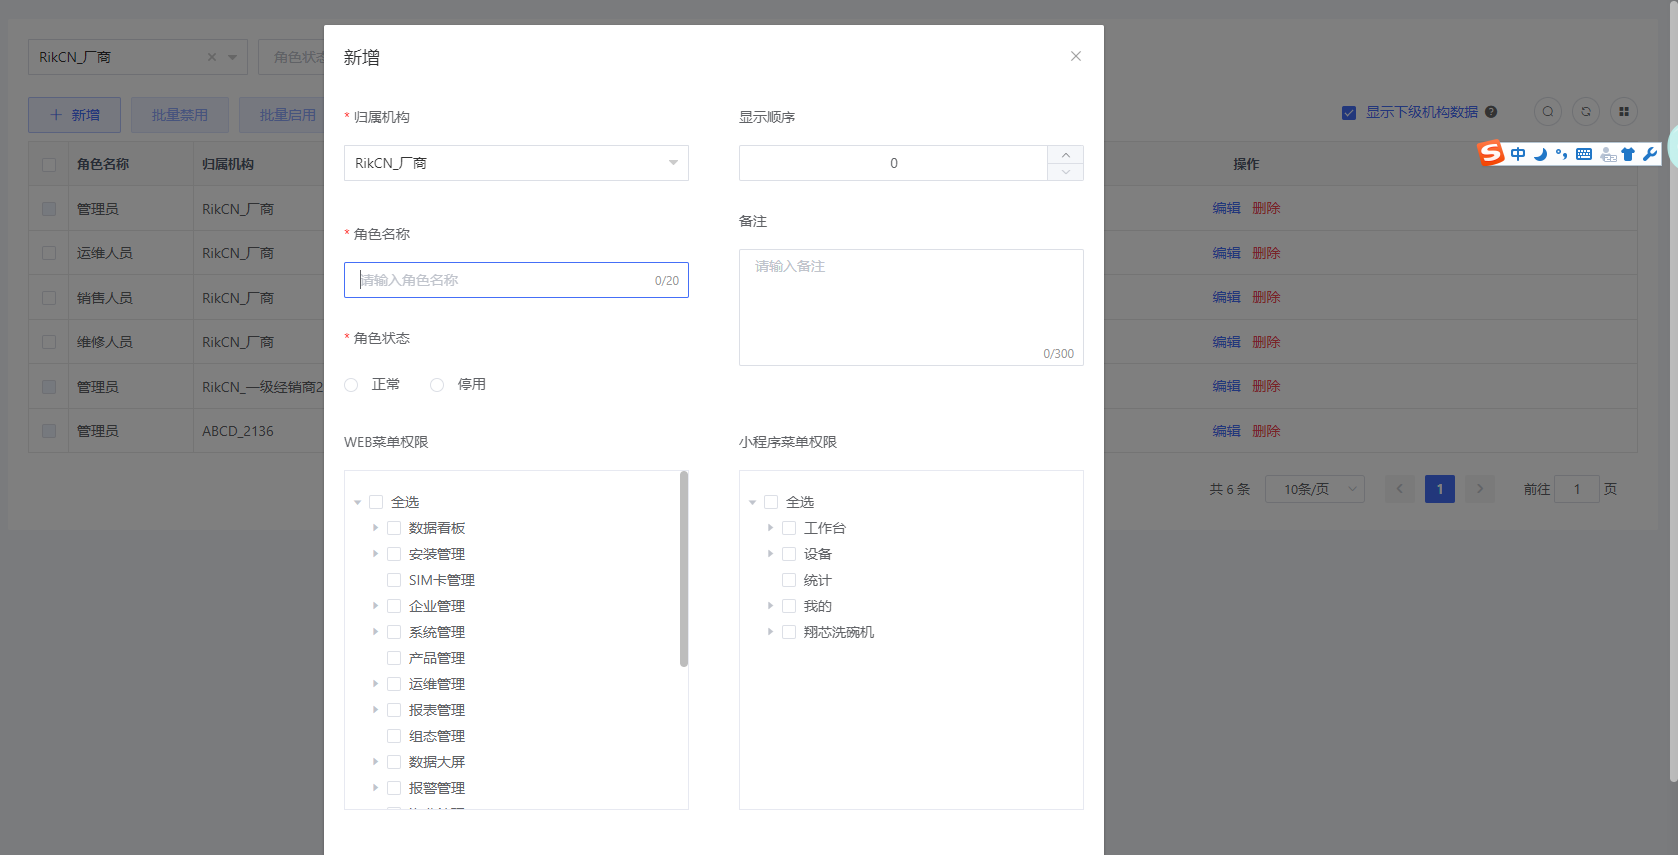 RikCN_厂商
角色状态
新增
批量禁用
批量启用
显示下级机构数据
角色名称
归属机构
操作
管理员
RikCN_厂商
编辑 删除
运维人员
RikCN_厂商
编辑 删除
销售人员
RikCN_厂商
编辑 删除
维修人员
RikCN_厂商
编辑 删除
管理员
RikCN_一级经销商2
编辑 删除
管理员
ABCD_2136
编辑 删除
共 6 条
10条/页
1
前往 1 页
新增
* 归属机构
RikCN_厂商
显示顺序
0
* 角色名称
请输入角色名称
0/20
备注
请输入备注
0/300
* 角色状态
正常
停用
WEB菜单权限
全选
数据看板
安装管理
SIM卡管理
企业管理
系统管理
产品管理
运维管理
报表管理
组态管理
数据大屏
报警管理
小程序菜单权限
全选
工作台
设备
统计
我的
翔芯洗碗机
S 中